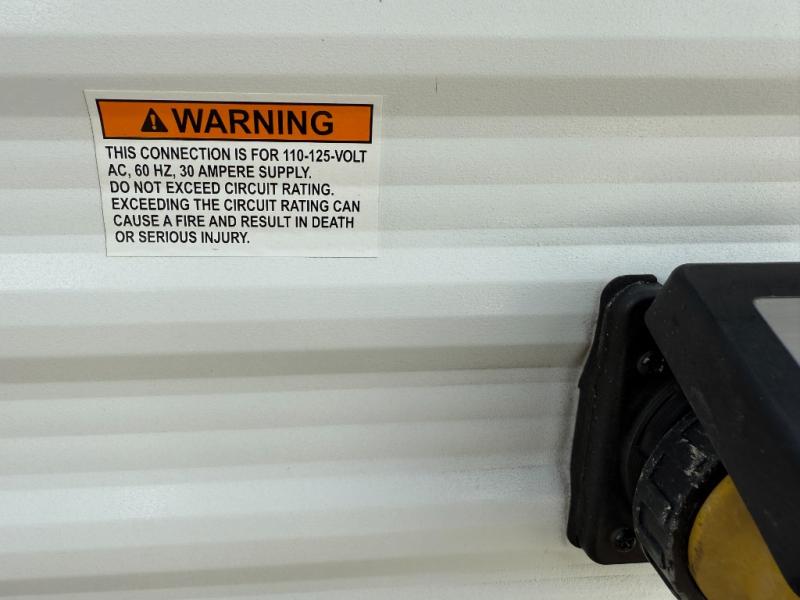 WARNING
THIS CONNECTION IS FOR 110-125-VOLT
AC, 60 HZ, 30 AMPERE SUPPLY.
DO NOT EXCEED CIRCUIT RATING.
EXCEEDING THE CIRCUIT RATING CAN
CAUSE A FIRE AND RESULT IN DEATH
OR SERIOUS INJURY.